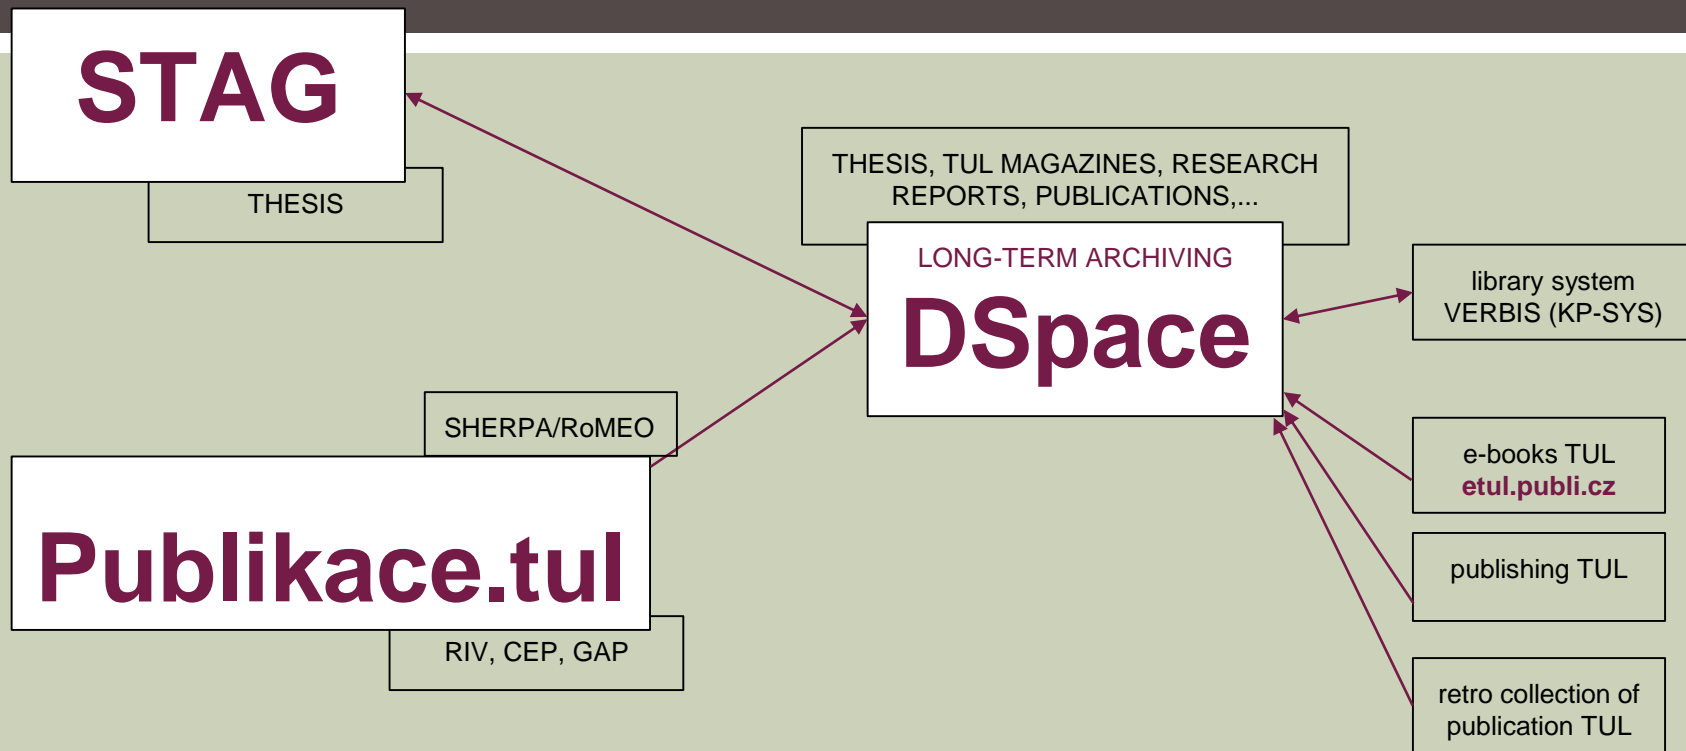 STAG
THESIS
THESIS, TUL MAGAZINES, RESEARCH
REPORTS, PUBLICATIONS,...
LONG-TERM ARCHIVING
DSpace
library system
VERBIS (KP-SYS)
SHERPA/RoMEO
Publikace.tul
RIV, CEP, GAP
e-books TUL
etul.publi.cz
publishing TUL
retro collection of
publication TUL